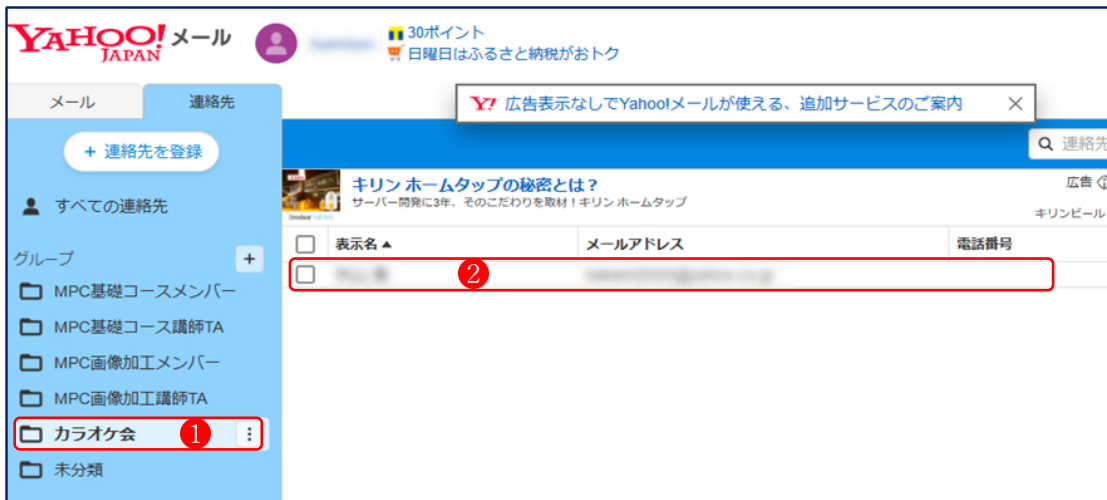 YAHOO! メール
JAPAN
30ポイント
日曜日はふるさと納税がおトク
メール
連絡先
Y! 広告表示なしでYahoo!メールが使える、追加サービスのご案内 ×
+ 連絡先を登録
連絡先
キリン ホームタップの秘密とは？
広告
サーバー開発に3年、そのこだわりを取材！キリン ホームタップ
キリンビール
すべての連絡先
表示名▲ メールアドレス 電話番号
グループ +
2
MPC基礎コースメンバー
MPC基礎コース講師TA
MPC画像加工メンバー
MPC画像加工講師TA
カラオケ会 1
未分類